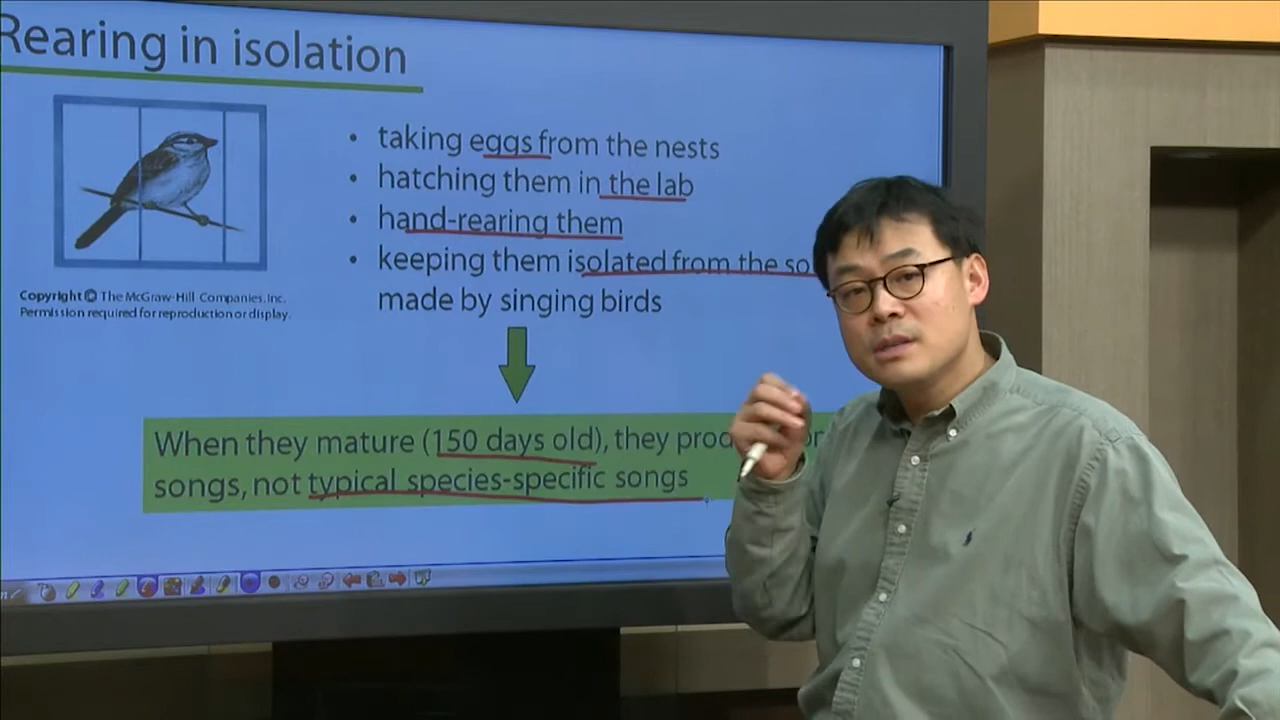 Rearing in isolation
• taking eggs from the nests
• hatching them in the lab
• hand-rearing them
• keeping them isolated from the
made by singing birds
Copyright © The McGraw-Hill Companies, Inc.
Permission required for reproduction or display.
When they mature (150 days old), they
songs, not typical species-specific songs